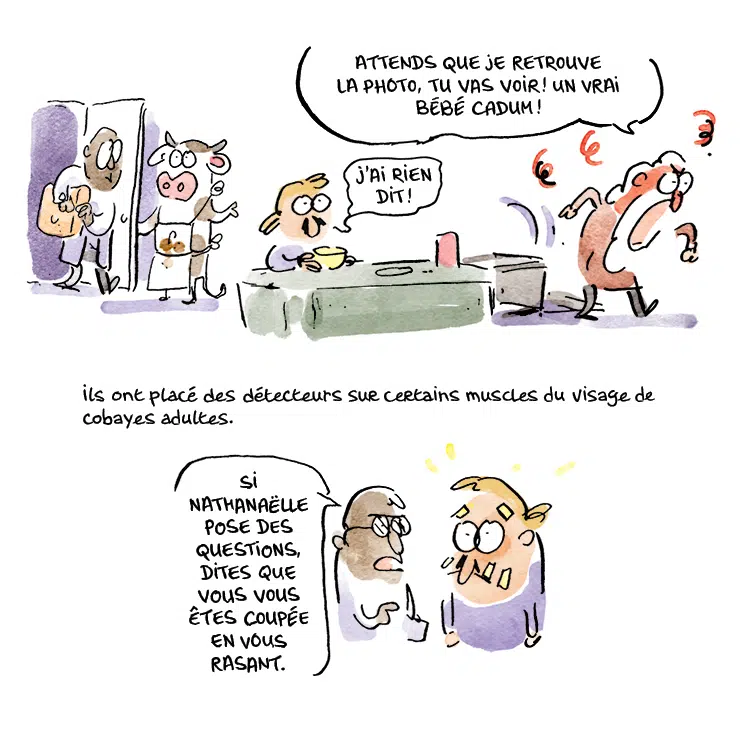 ATTENDS QUE JE RETROUVE
LA PHOTO, TU VAS VOIR! UN VRAI
BÉBÉ CADUM!
J'AI RIEN
DIT!
ils ont placé des détecteurs sur certains muscles du visage de
cobayes adultes.
SI
NATHANAËLLE
POSE DES
QUESTIONS,
DITES QUE
VOUS VOUS
ÊTES COUPÉE
EN VOUS
RASANT.